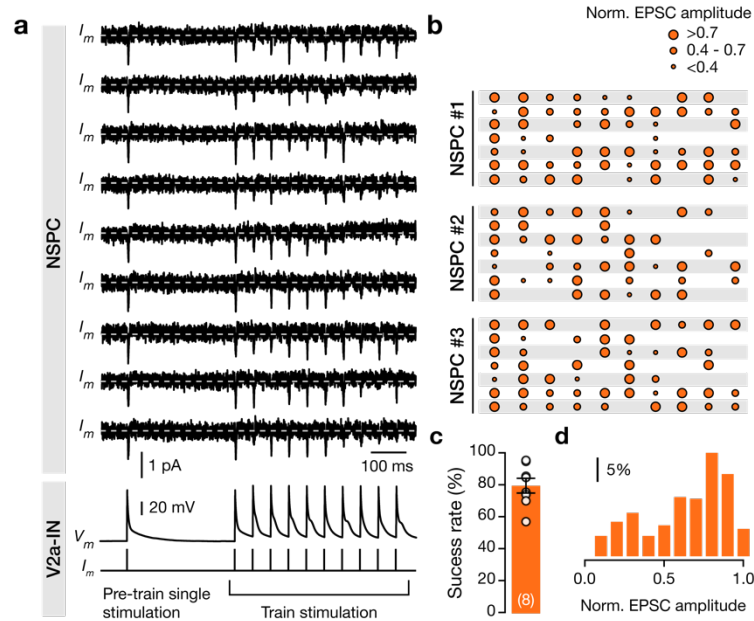 a
NSPC
Im
Im
Im
Im
Im
Im
Im
Im
Im
1 pA
100 ms
V2a-IN
20 mV
Vm
Im
Pre-train single
stimulation
Train stimulation
b
Norm. EPSC amplitude
>0.7
0.4 - 0.7
<0.4
NSPC #1
NSPC #2
NSPC #3
c
Sucess rate (%)
100
80
60
40
20
0
(8)
d
5%
0.0
0.5
1.0
Norm. EPSC amplitude